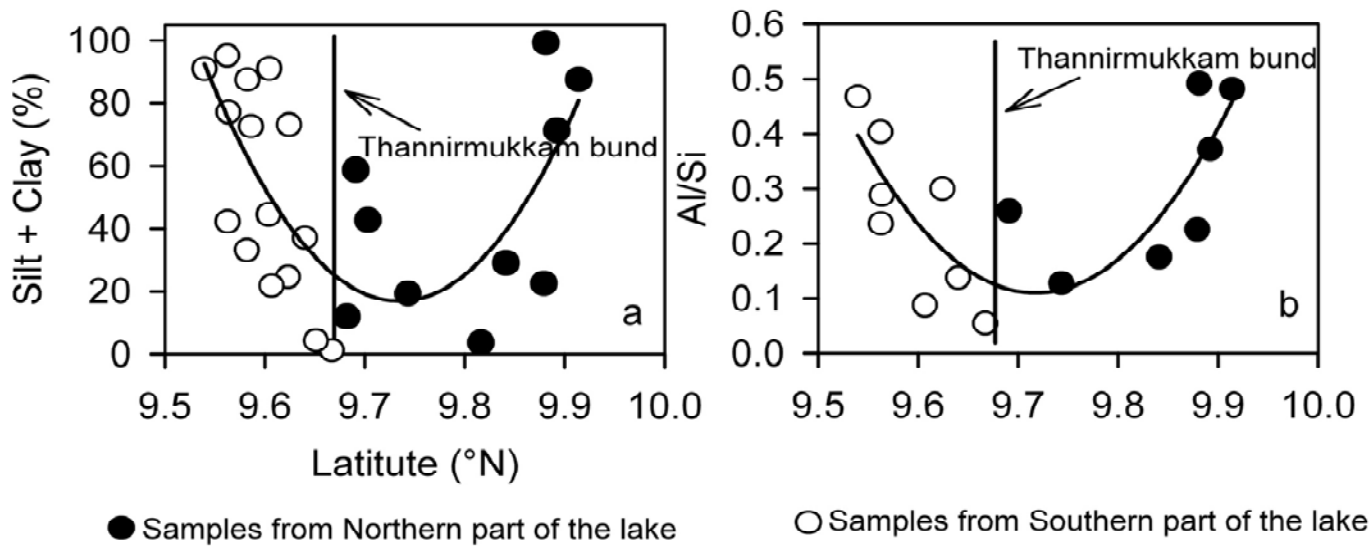 Silt + Clay (%)
100
80
60
40
20
0
Thannirmukkam bund
a
9.5 9.6 9.7 9.8 9.9 10.0
Latitute (°N)
Al/Si
0.6
0.5
0.4
0.3
0.2
0.1
0.0
Thannirmukkam bund
b
9.5 9.6 9.7 9.8 9.9 10.0
Samples from Northern part of the lake
Samples from Southern part of the lake